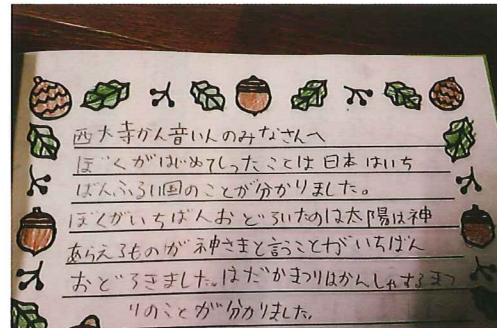 西大寺かん音いんのみなさんへ
ぼくがはじめてしったことは日本はいち
ばんふるい国のことが分かりました。
ぼくがいちばんおどろいたのは太陽は神
あらえるものが神さまと言うことがいちばん
おどろきました。はだかまつりはかんしゃするまつ
りのことが分かりました。